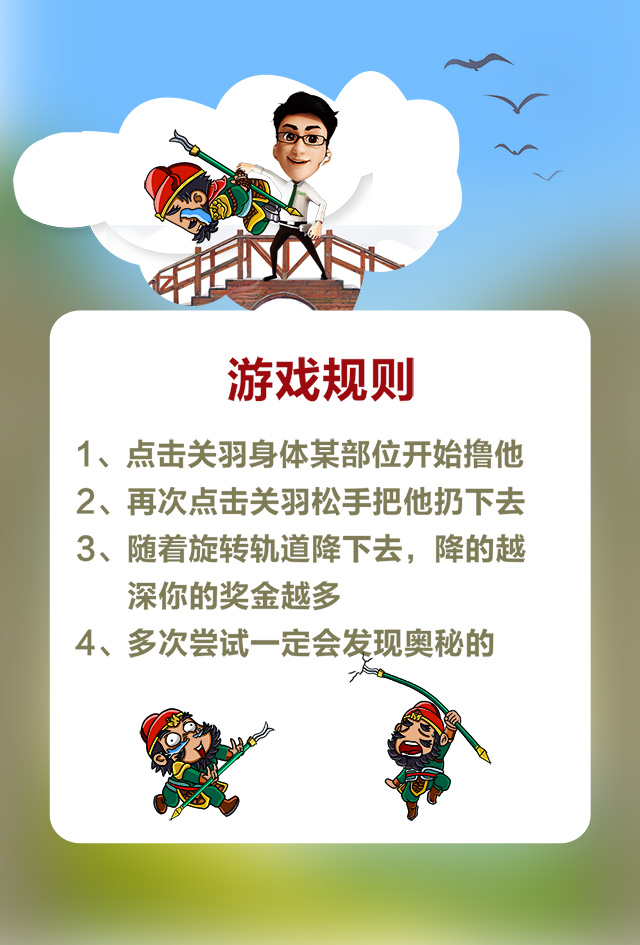 游戏规则
1、点击关羽身体某部位开始撸他
2、再次点击关羽松手把他扔下去
3、随着旋转轨道降下去，降的越
深你的奖金越多
4、多次尝试一定会发现奥秘的